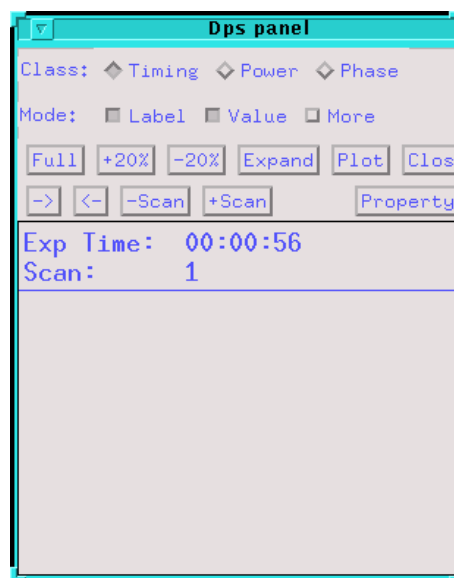 Dps panel
Class: Timing Power Phase
Mode: Label Value More
Full +20% -20% Expand Plot Clos
-> <- -Scan +Scan Property
Exp Time: 00:00:56
Scan: 1